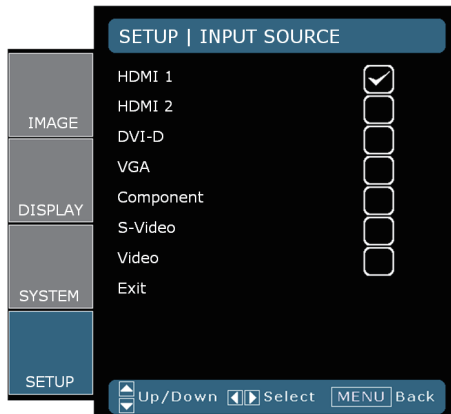 SETUP | INPUT SOURCE
HDMI 1
HDMI 2
DVI-D
VGA
Component
S-Video
Video
Exit
IMAGE
DISPLAY
SYSTEM
SETUP
Up/Down Select MENU Back